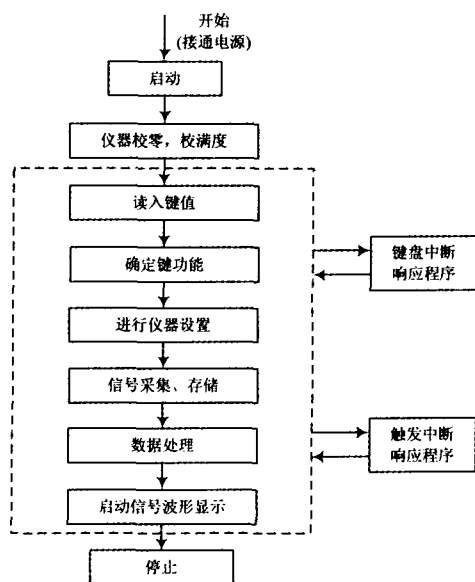 开始
(接通电源)
启动
仪器校零，校满度
读入键值
确定键功能
键盘中断
响应程序
进行仪器设置
信号采集、存储
数据处理
触发中断
响应程序
启动信号波形显示
停止